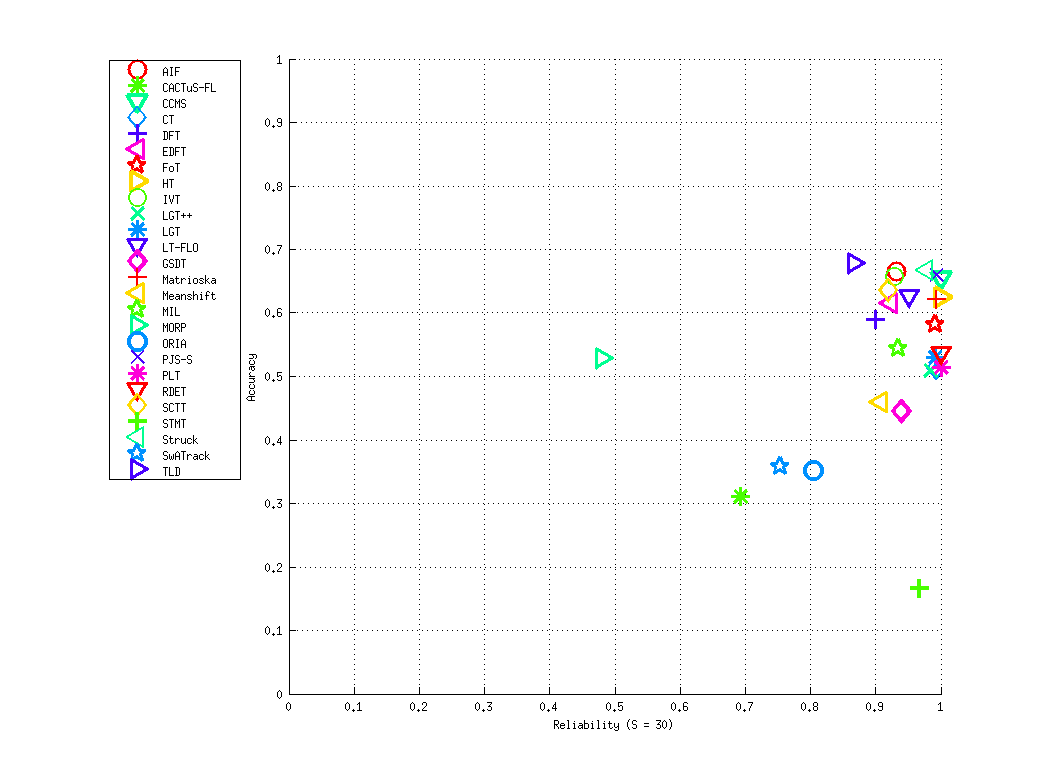 AIF
CACTuS-FL
CCMS
CT
DFT
EDFT
FoT
HT
IVT
LGT++
LGT
LT-FLO
GSDT
Matrioska
Meanshift
MIL
MORP
ORIA
PJS-S
PLT
RDET
SCTT
STMT
Struck
SwATrack
TLD
1
0.9
0.8
0.7
0.6
0.5
0.4
0.3
0.2
0.1
0
Accuracy
0 0.1 0.2 0.3 0.4 0.5 0.6 0.7 0.8 0.9 1
Reliability (S = 30)